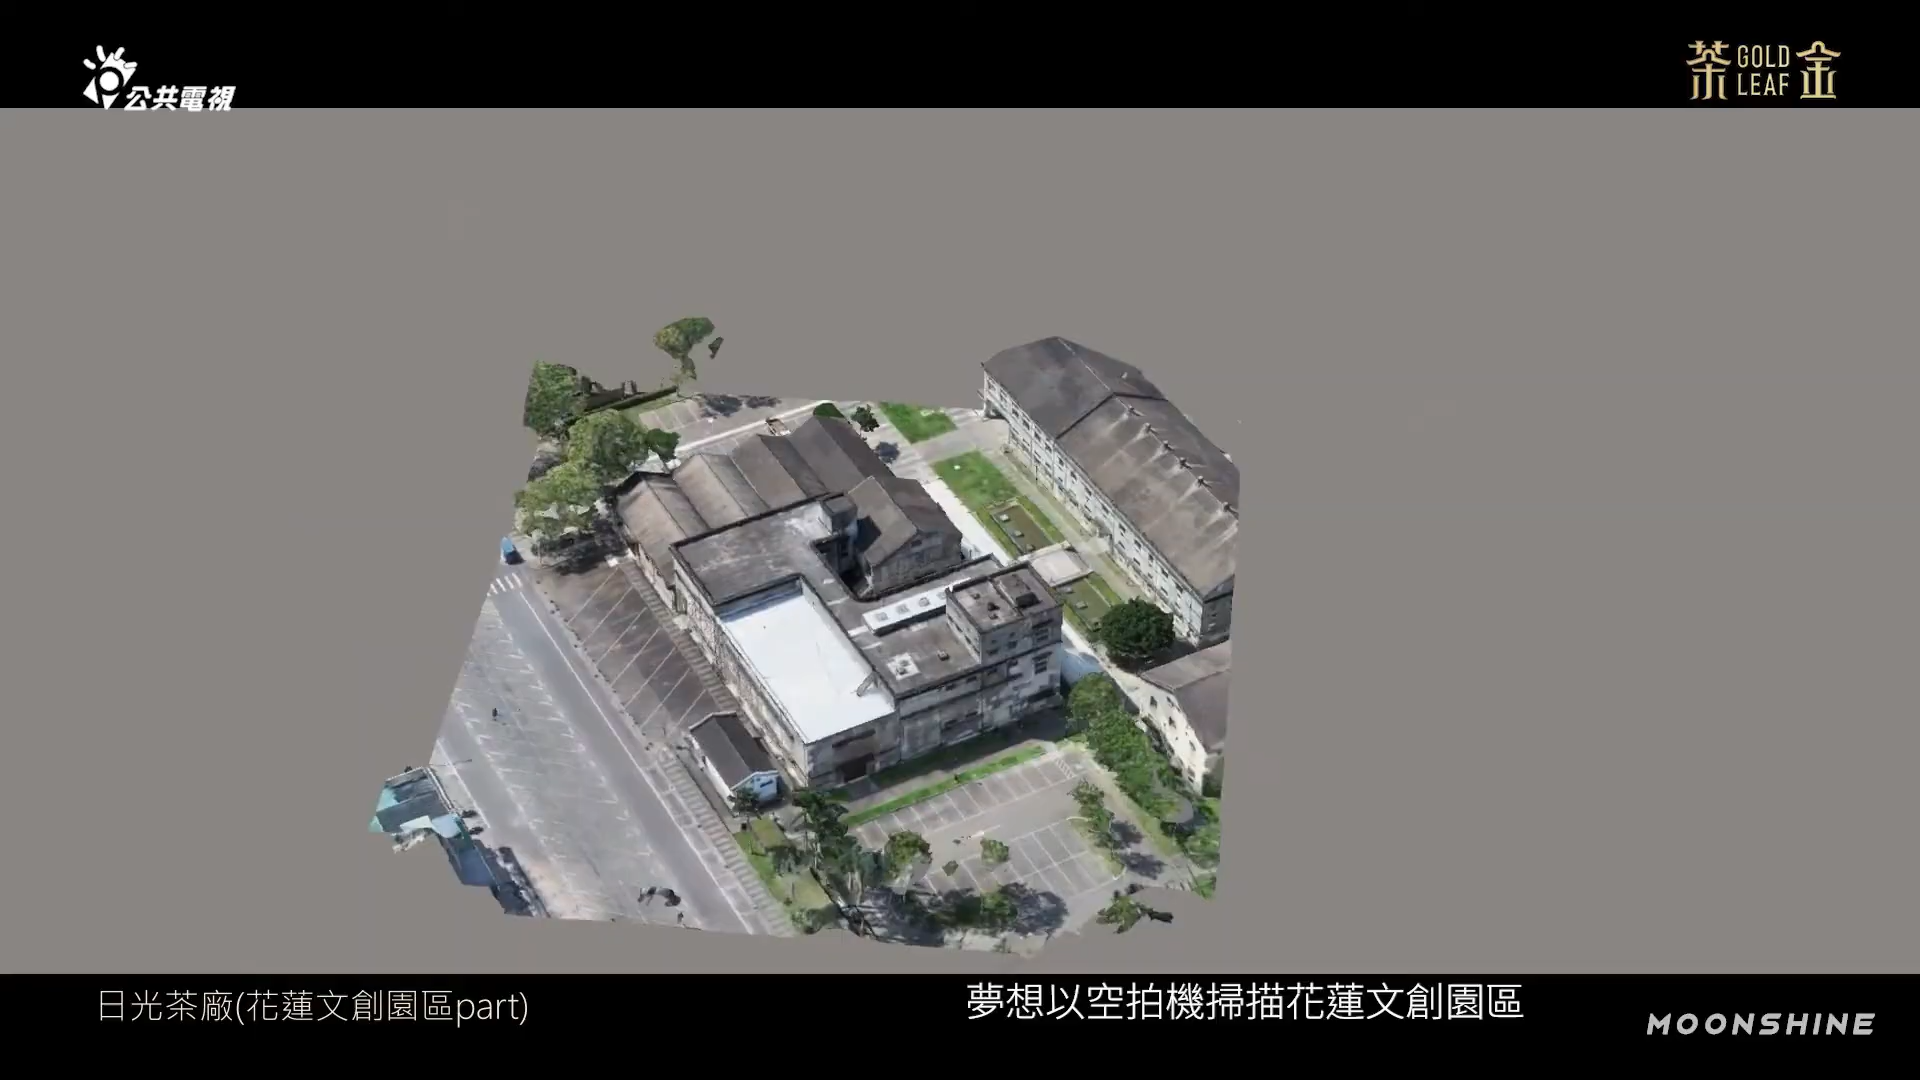 公共電視
茶 GOLD LEAF 金
日光茶廠(花蓮文創園區part)
夢想以空拍機掃描花蓮文創園區
MOONSHINE